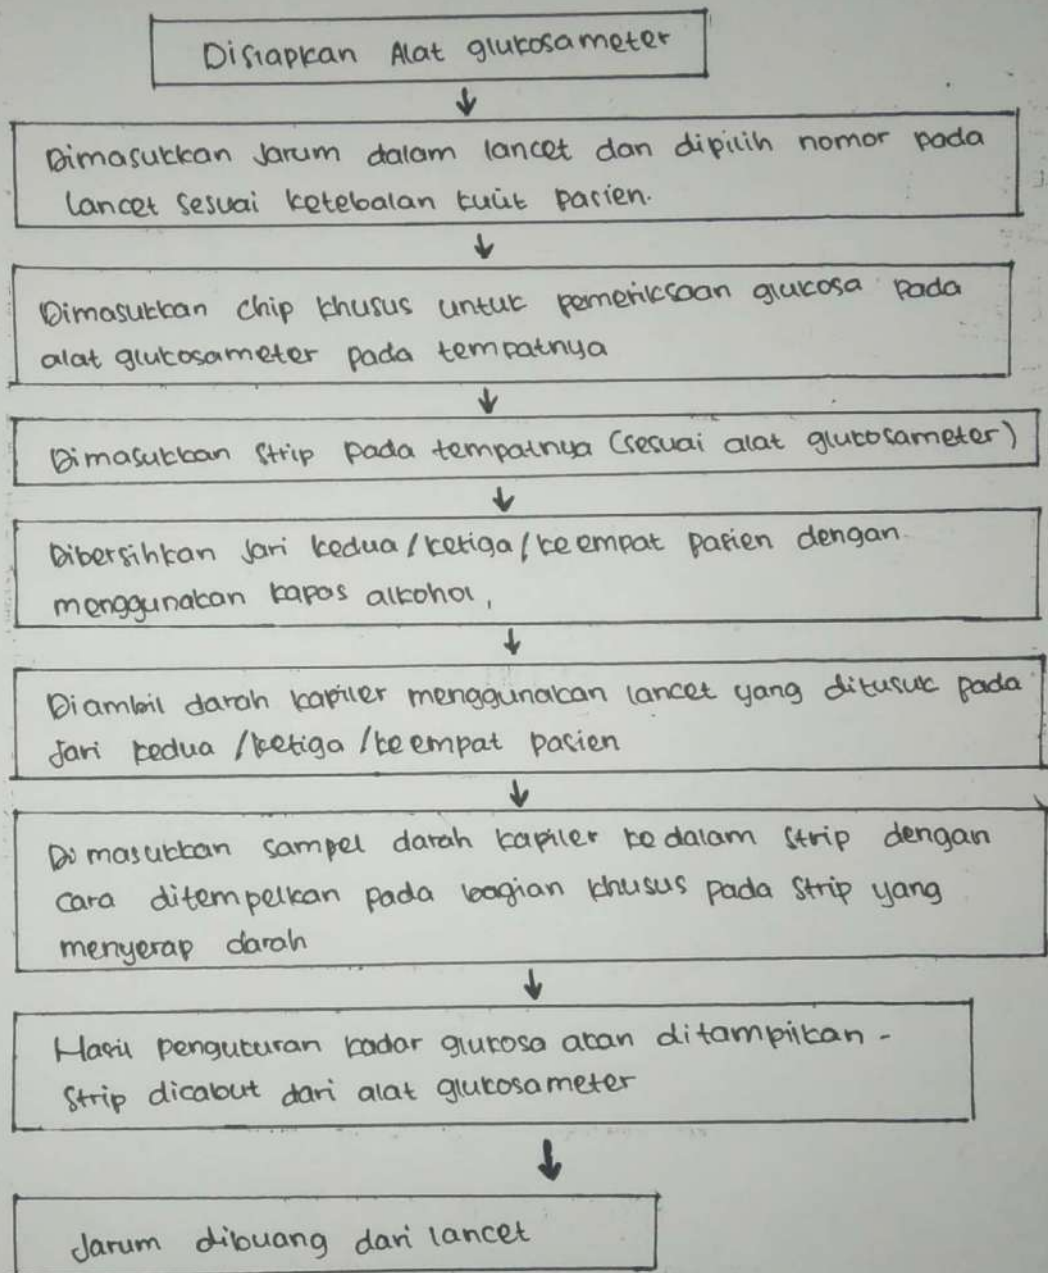 Disiapkan Alat glukosameter
Dimasukkan Jarum dalam lancet dan dipilih nomor pada
lancet sesuai ketebalan kulit pasien.
Dimasukkan chip khusus untuk pemeriksaan glukosa pada
alat glukosameter pada tempatnya
Dimasukkan Strip pada tempatnya (sesuai alat glukosameter)
Dibersihkan Jari kedua/ketiga/keempat pasien dengan
menggunakan kapas alkohol,
Diambil darah kapiler menggunakan lancet yang ditusuk pada
Jari kedua/ketiga/keempat pasien
Dimasukkan sampel darah kapiler ke dalam Strip dengan
cara ditempelkan pada bagian khusus pada Strip yang
menyerap darah
Hasil pengukuran kadar glukosa akan ditampilkan -
Strip dicabut dari alat glukosameter
Jarum dibuang dari lancet